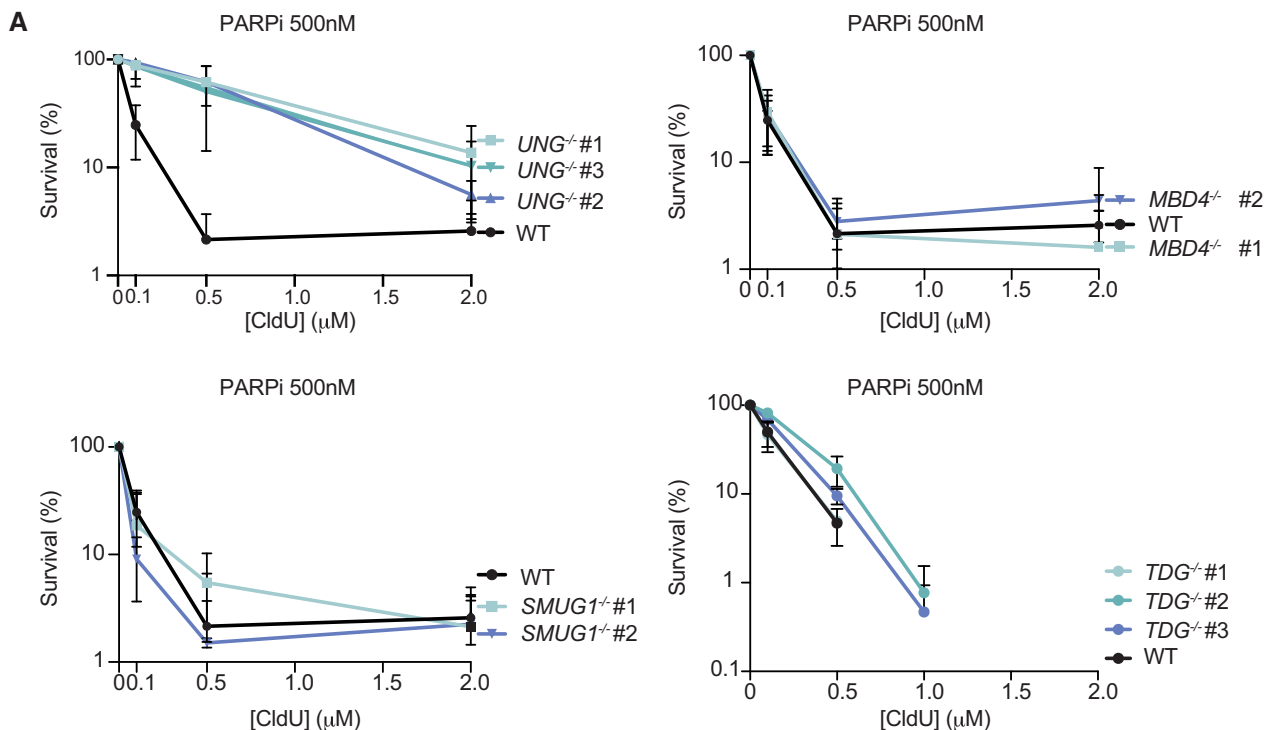 A
PARPi 500nM
Survival (%)
100
10
1
0 0.1 0.5 1.0 1.5 2.0
[CldU] (μM)
UNG-/- #1
UNG-/- #3
UNG-/- #2
WT
PARPi 500nM
Survival (%)
100
10
1
0 0.1 0.5 1.0 1.5 2.0
[CldU] (μM)
MBD4-/- #2
WT
MBD4-/- #1
PARPi 500nM
Survival (%)
100
10
1
0 0.1 0.5 1.0 1.5 2.0
[CldU] (μM)
WT
SMUG1-/- #1
SMUG1-/- #2
PARPi 500nM
Survival (%)
100
10
1
0.1
0 0.5 1.0 1.5 2.0
[CldU] (μM)
TDG-/- #1
TDG-/- #2
TDG-/- #3
WT